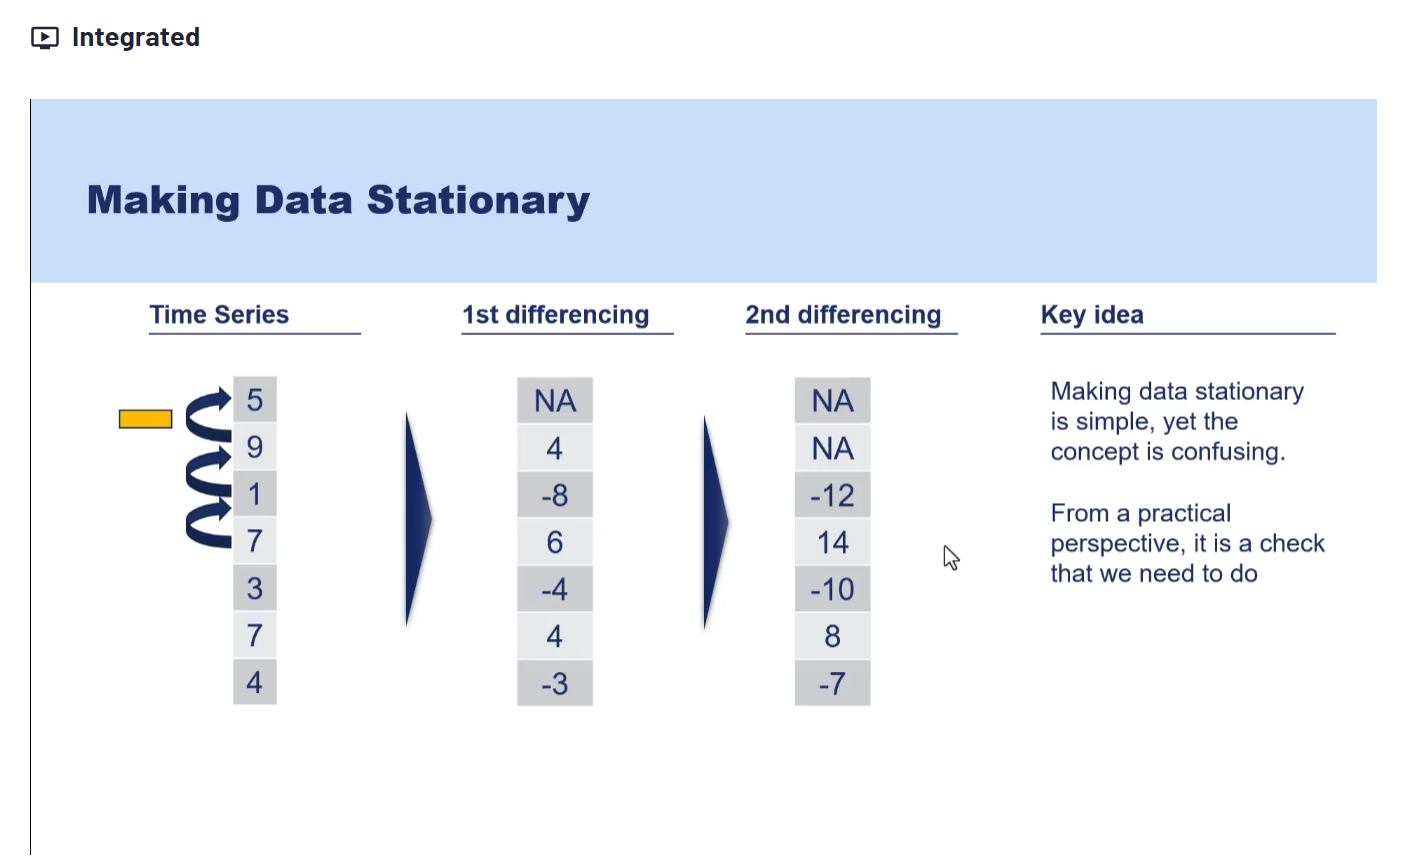 Integrated
Making Data Stationary
Time Series
5
9
1
7
3
7
4
1st differencing
NA
4
-8
6
-4
4
-3
2nd differencing
NA
NA
-12
14
-10
8
-7
Key idea
Making data stationary
is simple, yet the
concept is confusing.
From a practical
perspective, it is a check
that we need to do